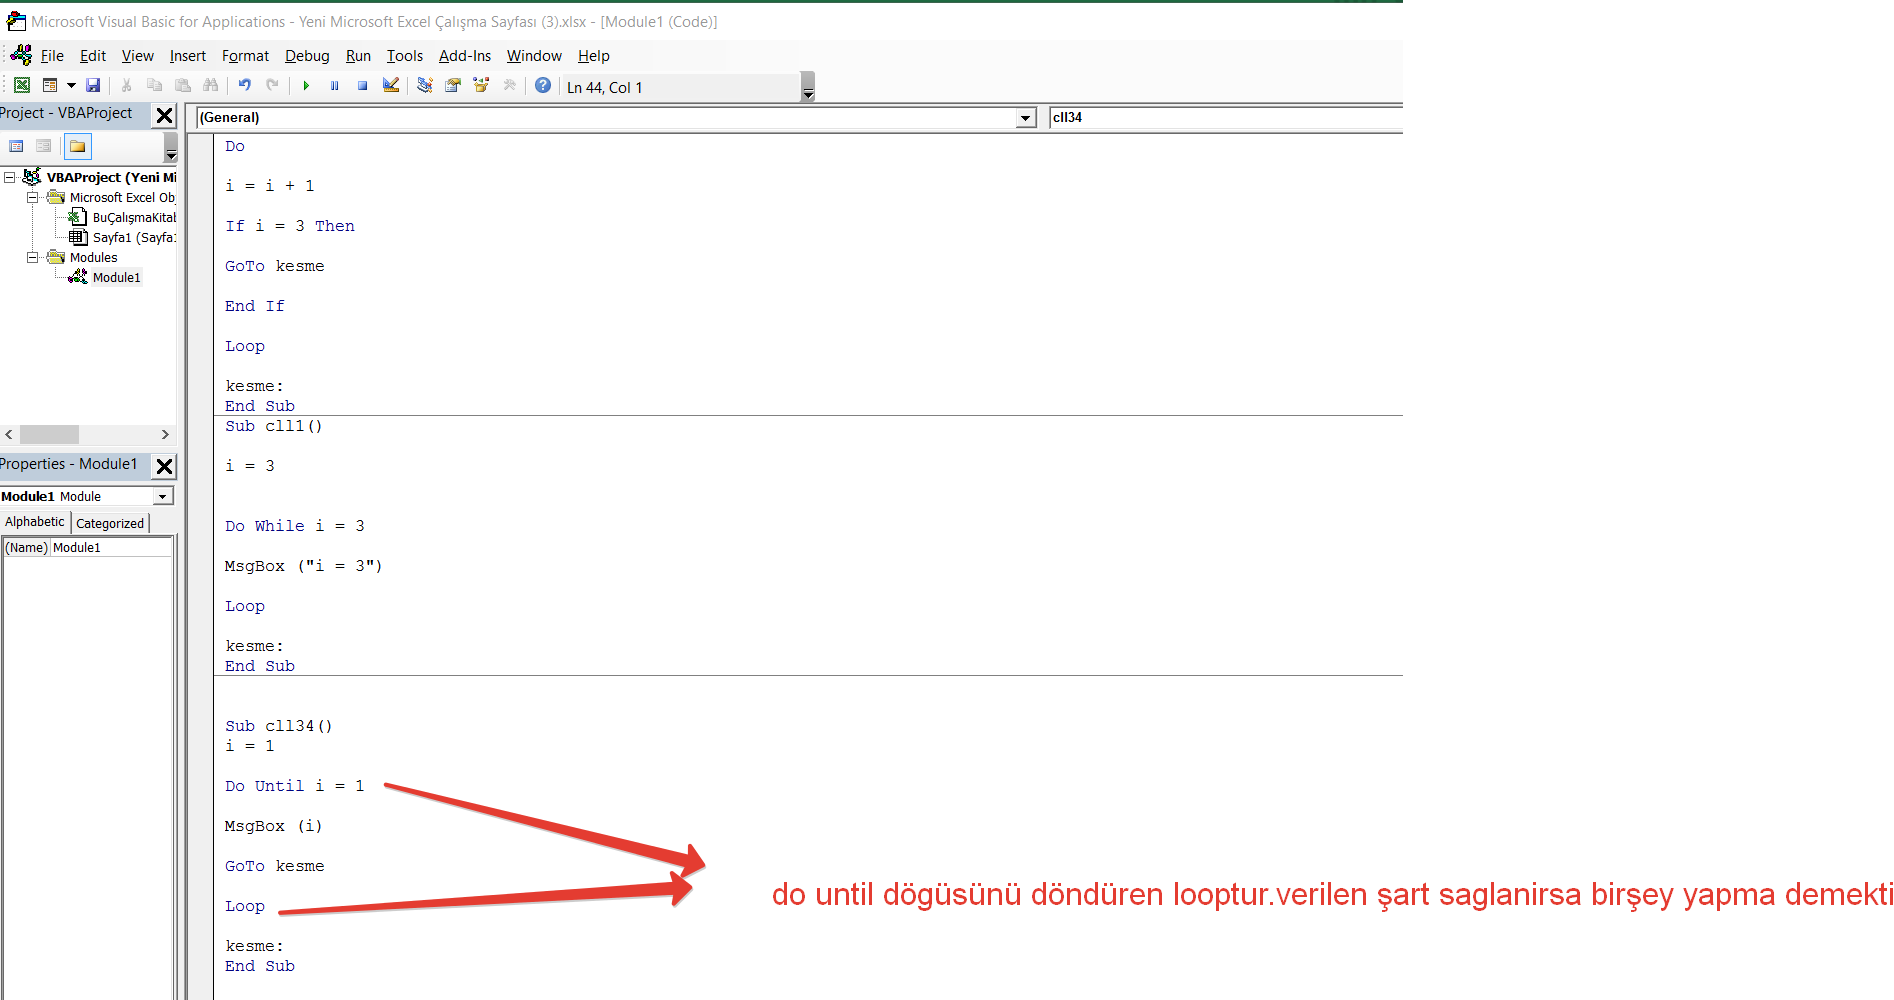 Microsoft Visual Basic for Applications - Yeni Microsoft Excel Çalışma Sayfası (3).xlsx - [Module1 (Code)]
File Edit View Insert Format Debug Run Tools Add-Ins Window Help
Ln 44, Col 1
Project - VBAProject
VBAProject (Yeni Mi
Microsoft Excel Obj
BuÇalışmaKitab
Sayfa1 (Sayfa1
Modules
Module1
Properties - Module1
Module1 Module
Alphabetic Categorized
(Name) Module1
(General) cll34
Do
i = i + 1
If i = 3 Then
GoTo kesme
End If
Loop
kesme:
End Sub
Sub cll1()
i = 3
Do While i = 3
MsgBox ("i = 3")
Loop
kesme:
End Sub
Sub cll34()
i = 1
Do Until i = 1
MsgBox (i)
GoTo kesme
Loop
kesme:
End Sub
do until dögüsünü döndüren looptur.verilen şart saglanirsa birşey yapma demekti